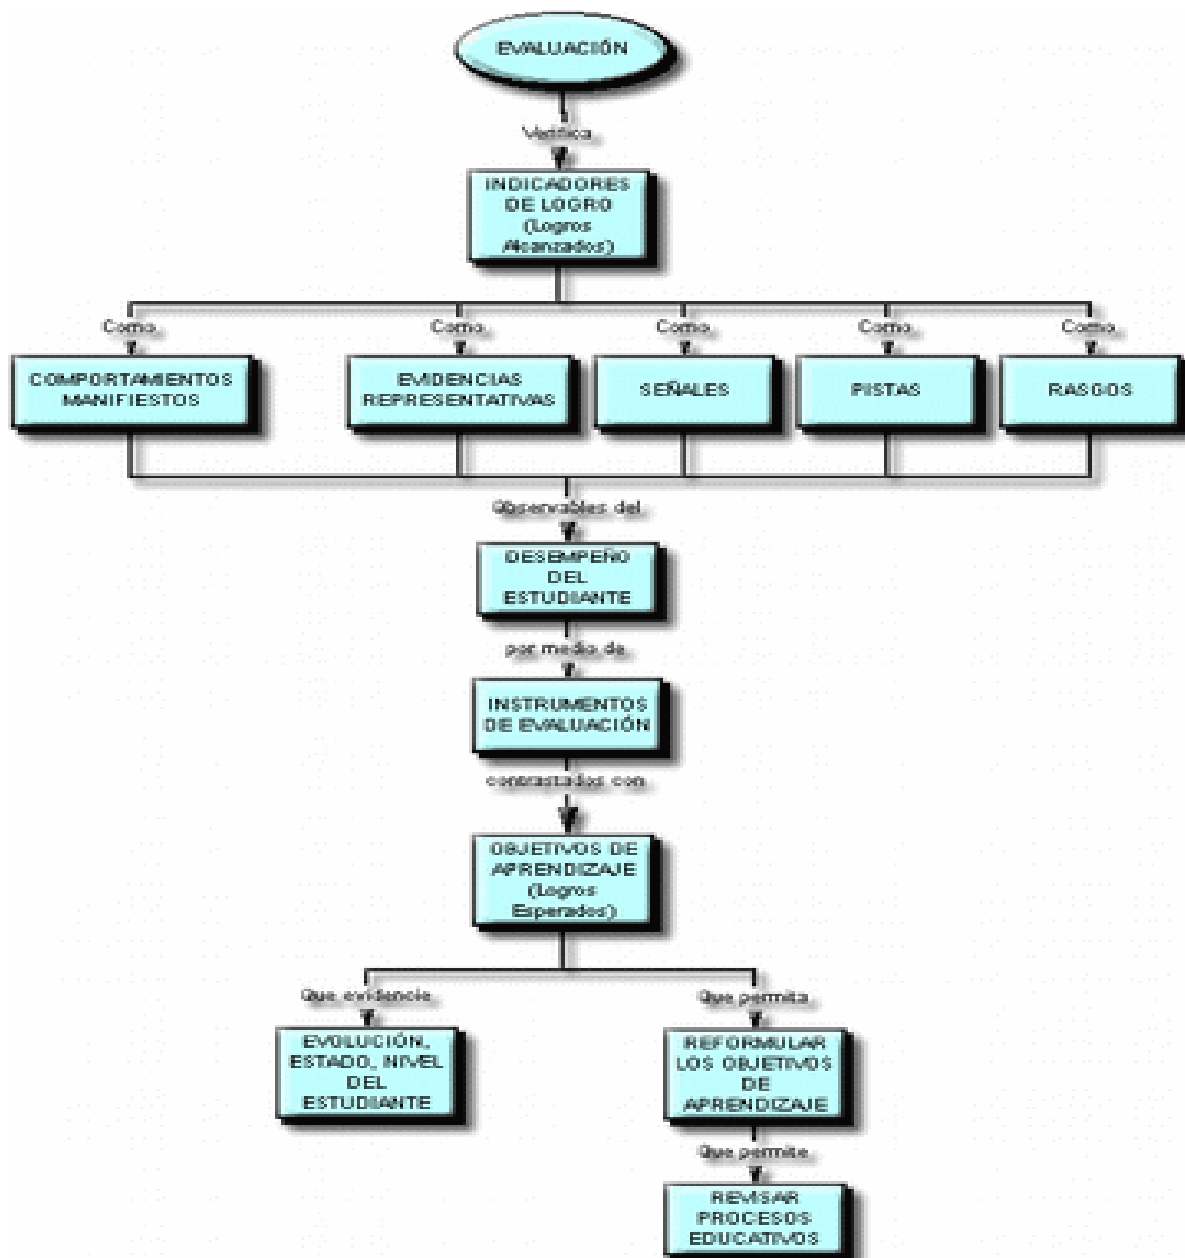 EVALUACIÓN
Verifica
INDICADORES
DE LOGRO
(Logros
Alcanzados)
Como
Como
Como
Como
Como
COMPORTAMIENTOS
MANIFIESTOS
EVIDENCIAS
REPRESENTATIVAS
SEÑALES
PISTAS
RASGOS
Observables del
DESEMPEÑO
DEL
ESTUDIANTE
por medio de
INSTRUMENTOS
DE EVALUACIÓN
contrastados con
OBJETIVOS DE
APRENDIZAJE
(Logros
Esperados)
Que evidencie
EVOLUCIÓN,
ESTADO, NIVEL
DEL
ESTUDIANTE
Que permita
REFORMULAR
LOS OBJETIVOS
DE
APRENDIZAJE
Que permite
REVISAR
PROCESOS
EDUCATIVOS